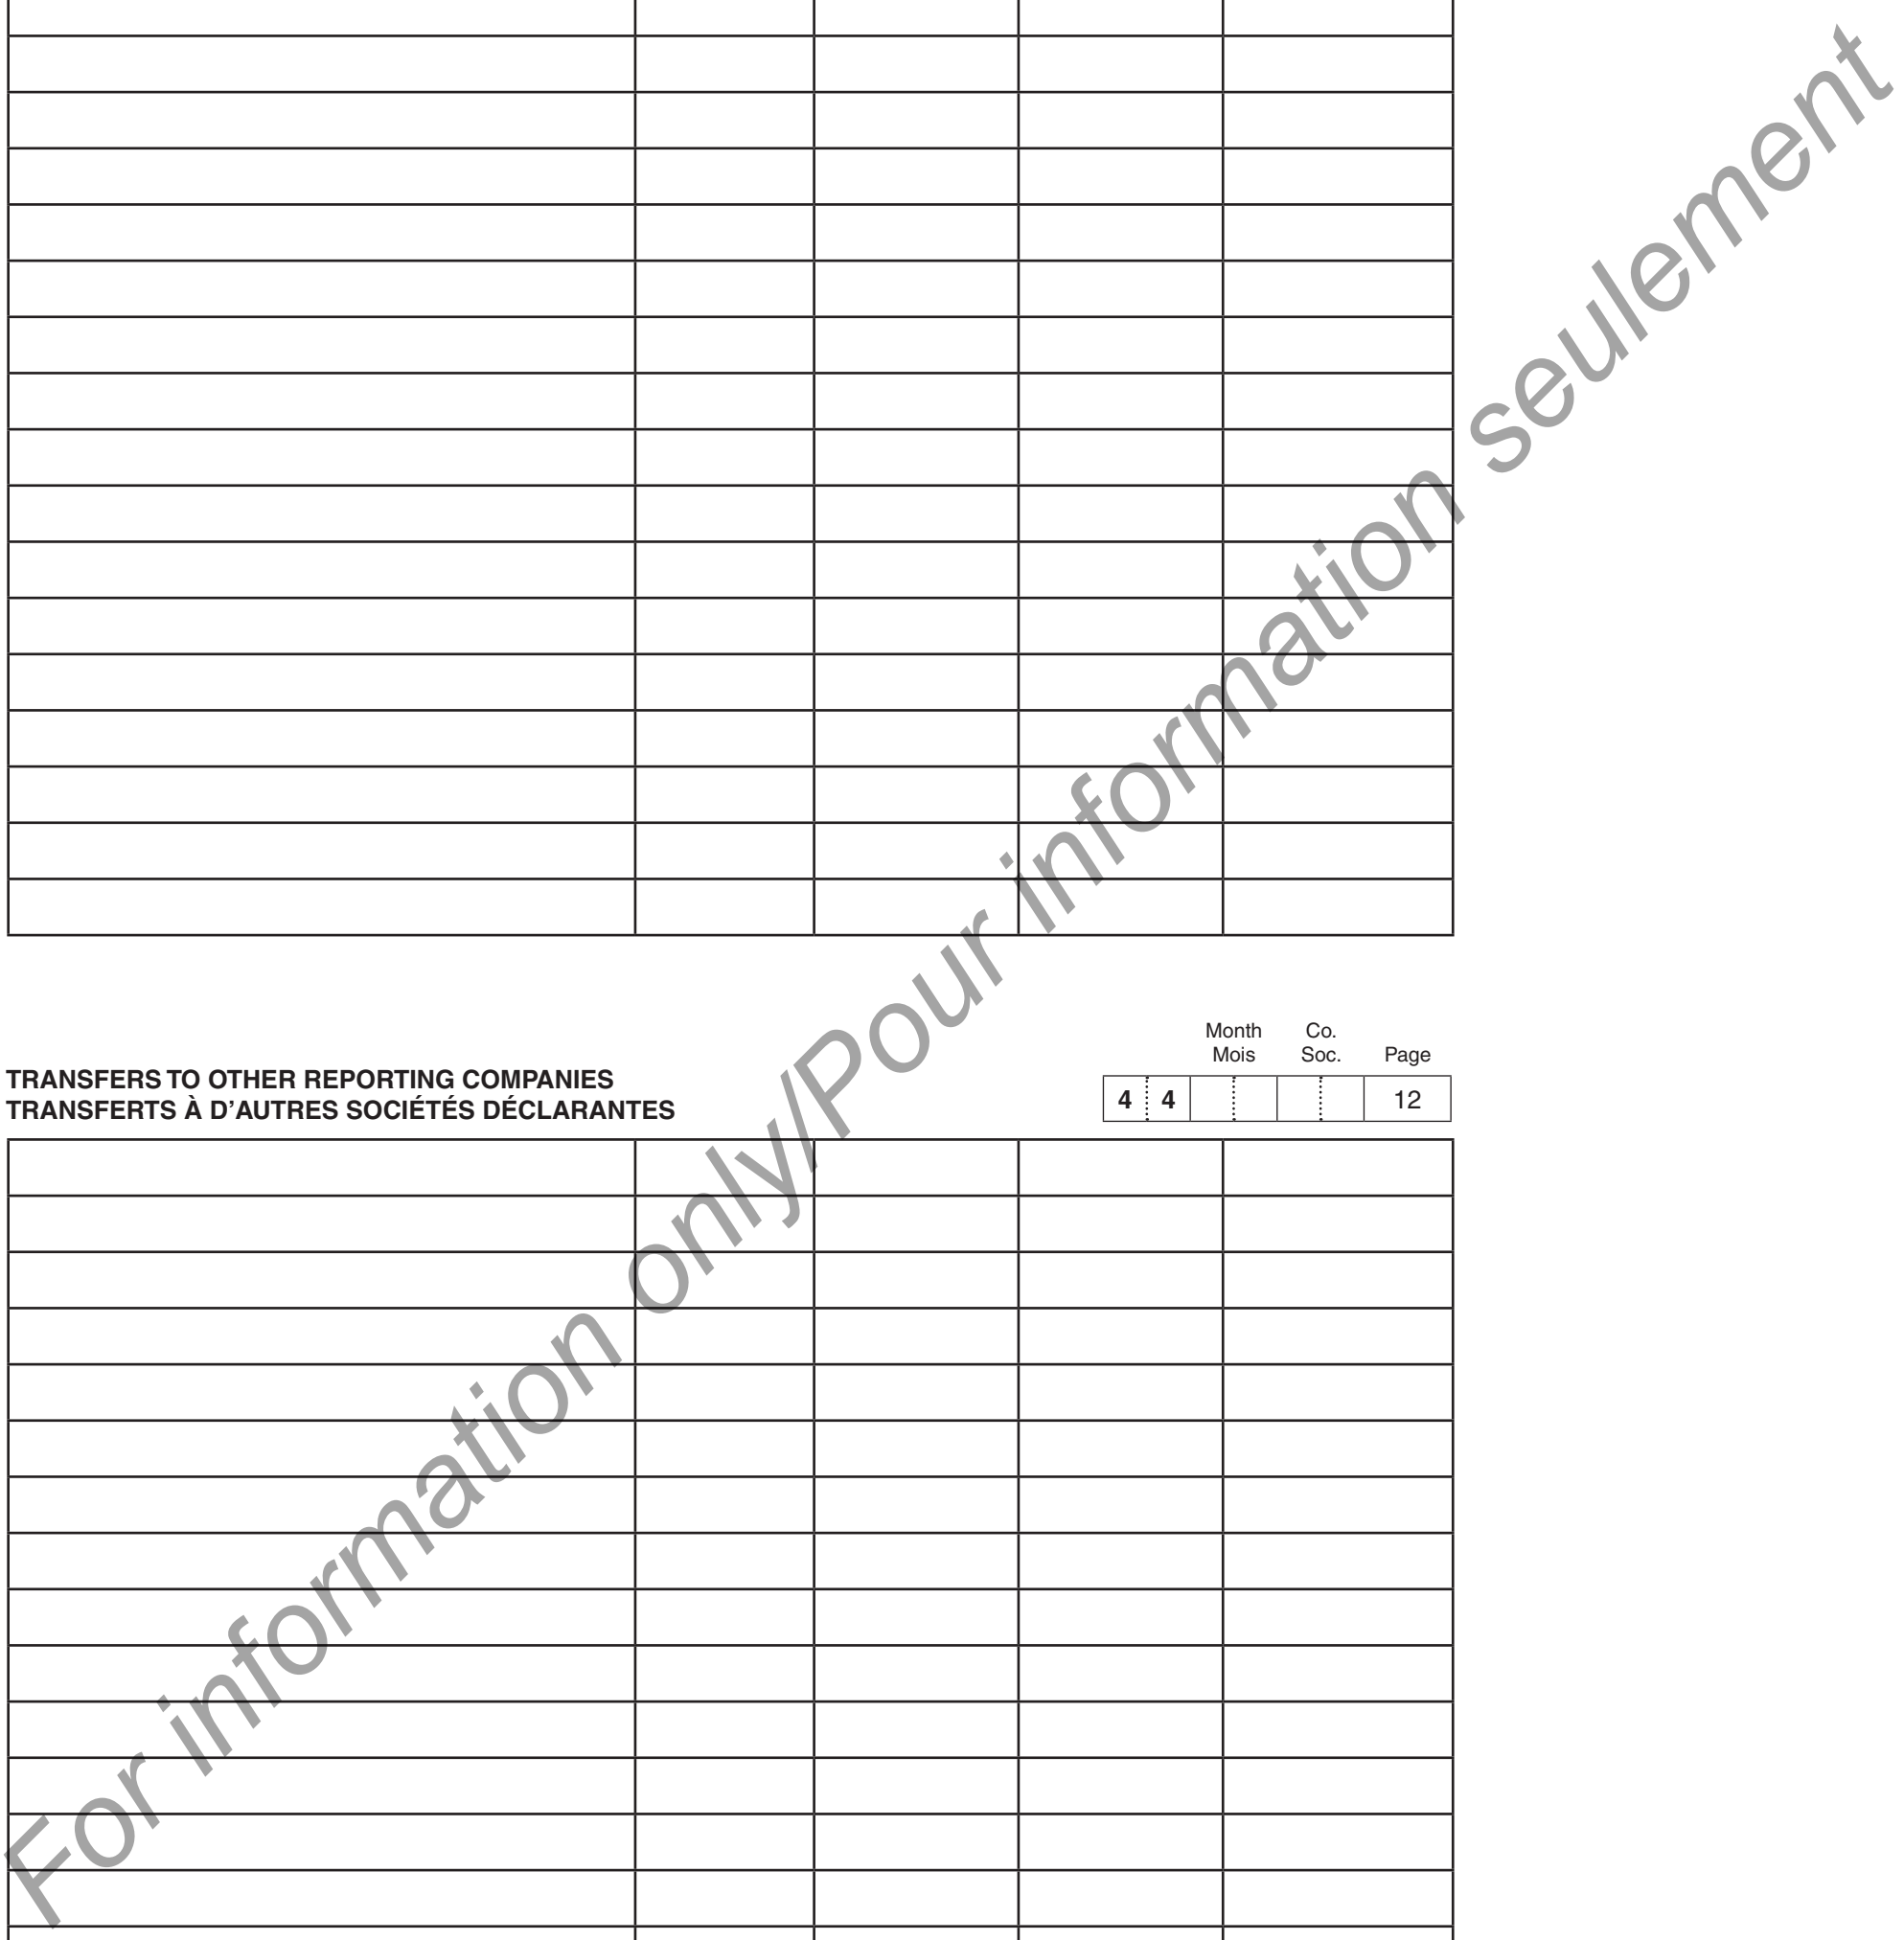 Month Co.
Mois Soc. Page
TRANSFERS TO OTHER REPORTING COMPANIES
TRANSFERTS À D’AUTRES SOCIÉTÉS DÉCLARANTES
4 4 12
For information only/Pour information seulement